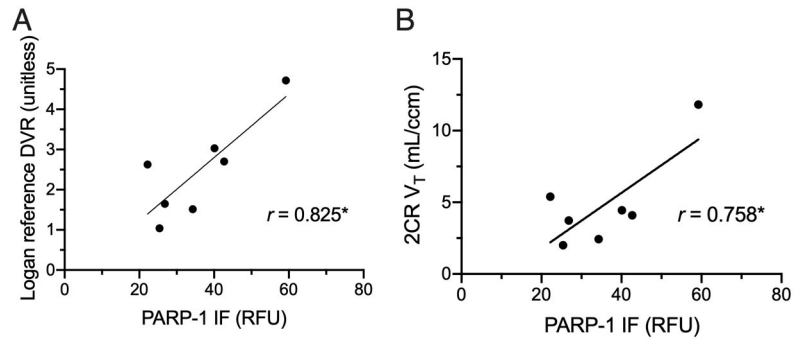 A
Logan reference DVR (unitless)
5
4
3
2
1
0
r = 0.825*
0 20 40 60 80
PARP-1 IF (RFU)
B
2CR VT (mL/ccm)
15
10
5
0
r = 0.758*
0 20 40 60 80
PARP-1 IF (RFU)